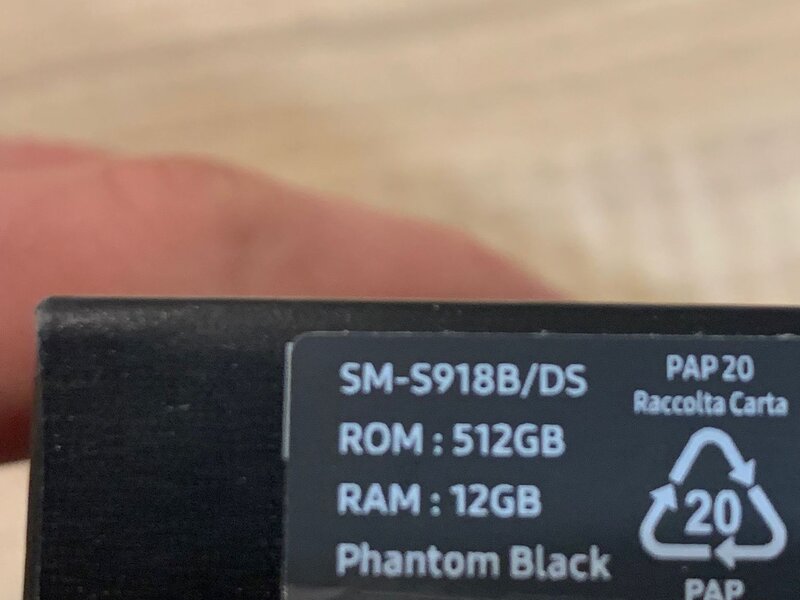 SM-S918B/DS
ROM : 512GB
RAM : 12GB
Phantom Black
PAP 20
Raccolta Carta
20
PAP